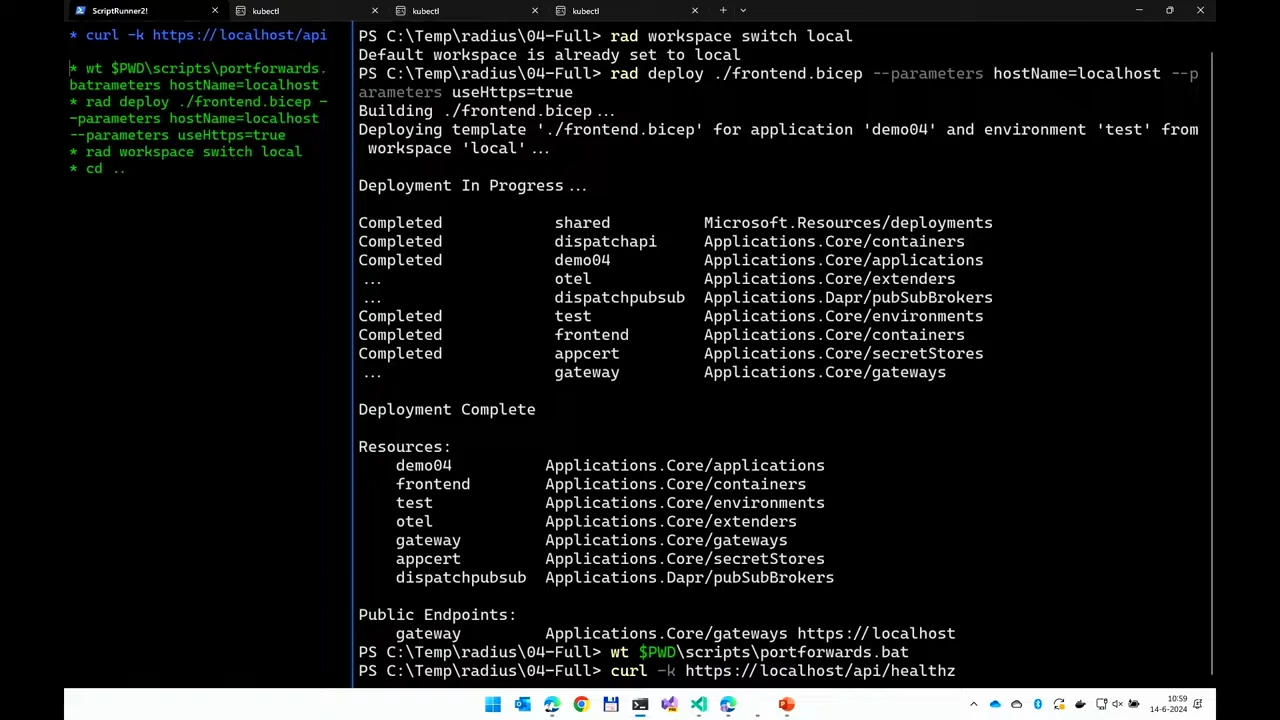 ScriptRunner2!
kubectl
kubectl
kubectl
* curl -k https://localhost/api
* wt $PWD\scripts\portforwards.
batrameters hostName=localhost
* rad deploy ./frontend.bicep -
-parameters hostName=localhost
--parameters useHttps=true
* rad workspace switch local
* cd ..
PS C:\Temp\radius\04-Full> rad workspace switch local
Default workspace is already set to local
PS C:\Temp\radius\04-Full> rad deploy ./frontend.bicep --parameters hostName=localhost --p
arameters useHttps=true
Building ./frontend.bicep...
Deploying template './frontend.bicep' for application 'demo04' and environment 'test' from
workspace 'local'...
Deployment In Progress...
Completed shared Microsoft.Resources/deployments
Completed dispatchapi Applications.Core/containers
Completed demo04 Applications.Core/applications
... otel Applications.Core/extenders
... dispatchpubsub Applications.Dapr/pubSubBrokers
Completed test Applications.Core/environments
Completed frontend Applications.Core/containers
Completed appcert Applications.Core/secretStores
... gateway Applications.Core/gateways
Deployment Complete
Resources:
demo04 Applications.Core/applications
frontend Applications.Core/containers
test Applications.Core/environments
otel Applications.Core/extenders
gateway Applications.Core/gateways
appcert Applications.Core/secretStores
dispatchpubsub Applications.Dapr/pubSubBrokers
Public Endpoints:
gateway Applications.Core/gateways https://localhost
PS C:\Temp\radius\04-Full> wt $PWD\scripts\portforwards.bat
PS C:\Temp\radius\04-Full> curl -k https://localhost/api/healthz
10:59
14-6-2024